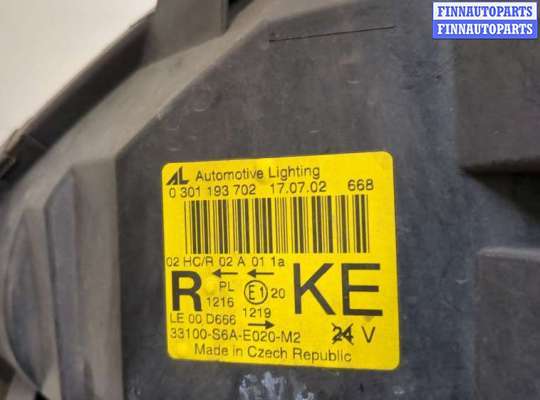 FINNAUTOPARTS
FINNAUTOPARTS
AL Automotive Lighting
0 301 193 702 17.07.02 668
02 HC/R 02 A 01 1a
R PL E1 20 KE
1216 1219
LE 00 D666
33100-S6A-E020-M2 24 V
Made in Czech Republic